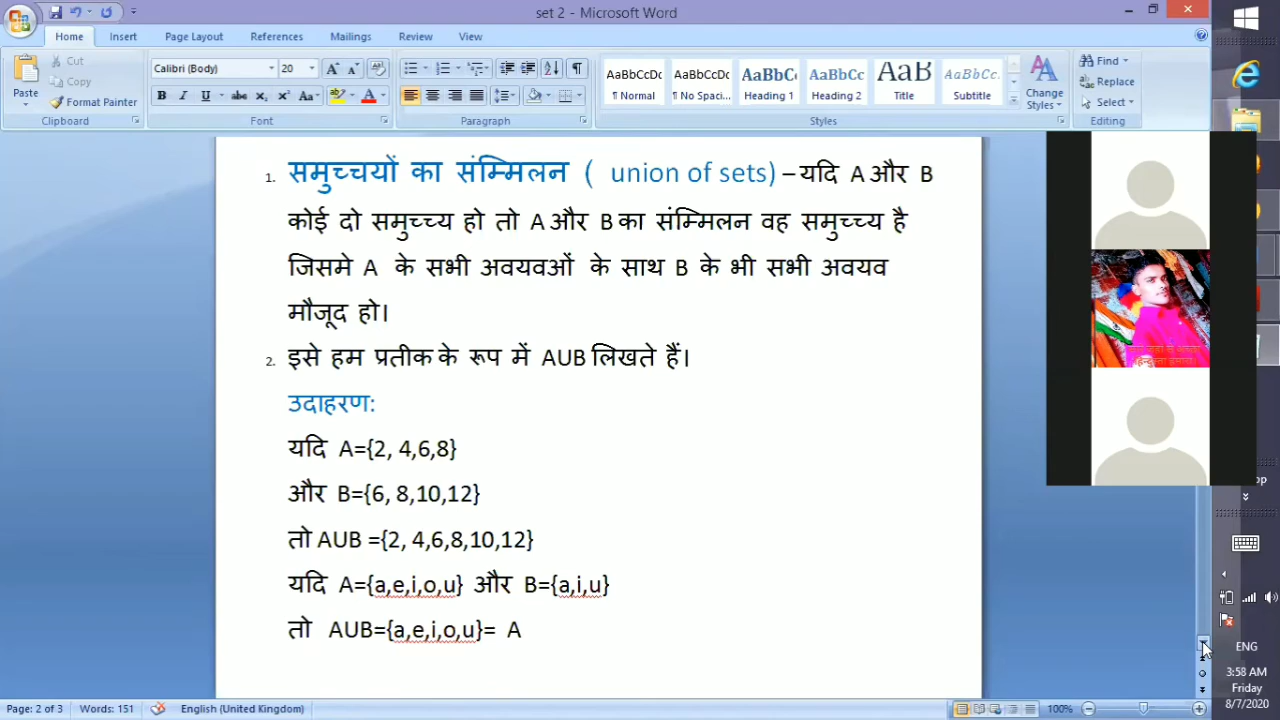 set 2 - Microsoft Word
Home Insert Page Layout References Mailings Review View
Paste
Cut
Copy
Format Painter
Clipboard
Calibri (Body) 20
Font
Paragraph
AaBbCcDc AaBbCcDc AaBbC AaBbCc AaB AaBbCc.
¶ Normal ¶ No Spaci... Heading 1 Heading 2 Title Subtitle
Change Styles
Styles
Find
Replace
Select
Editing
1. समुच्चयों का संम्मिलन ( union of sets) – यदि A और B
कोई दो समुच्च्य हो तो A और B का संम्मिलन वह समुच्च्य है
जिसमे A के सभी अवयवओं के साथ B के भी सभी अवयव
मौजूद हो।
2. इसे हम प्रतीक के रूप में AUB लिखते हैं।
उदाहरण:
यदि A={2, 4,6,8}
और B={6, 8,10,12}
तो AUB ={2, 4,6,8,10,12}
यदि A={a,e,i,o,u} और B={a,i,u}
तो AUB={a,e,i,o,u}= A
Page: 2 of 3 Words: 151 English (United Kingdom) 100%
ENG
3:58 AM
Friday
8/7/2020